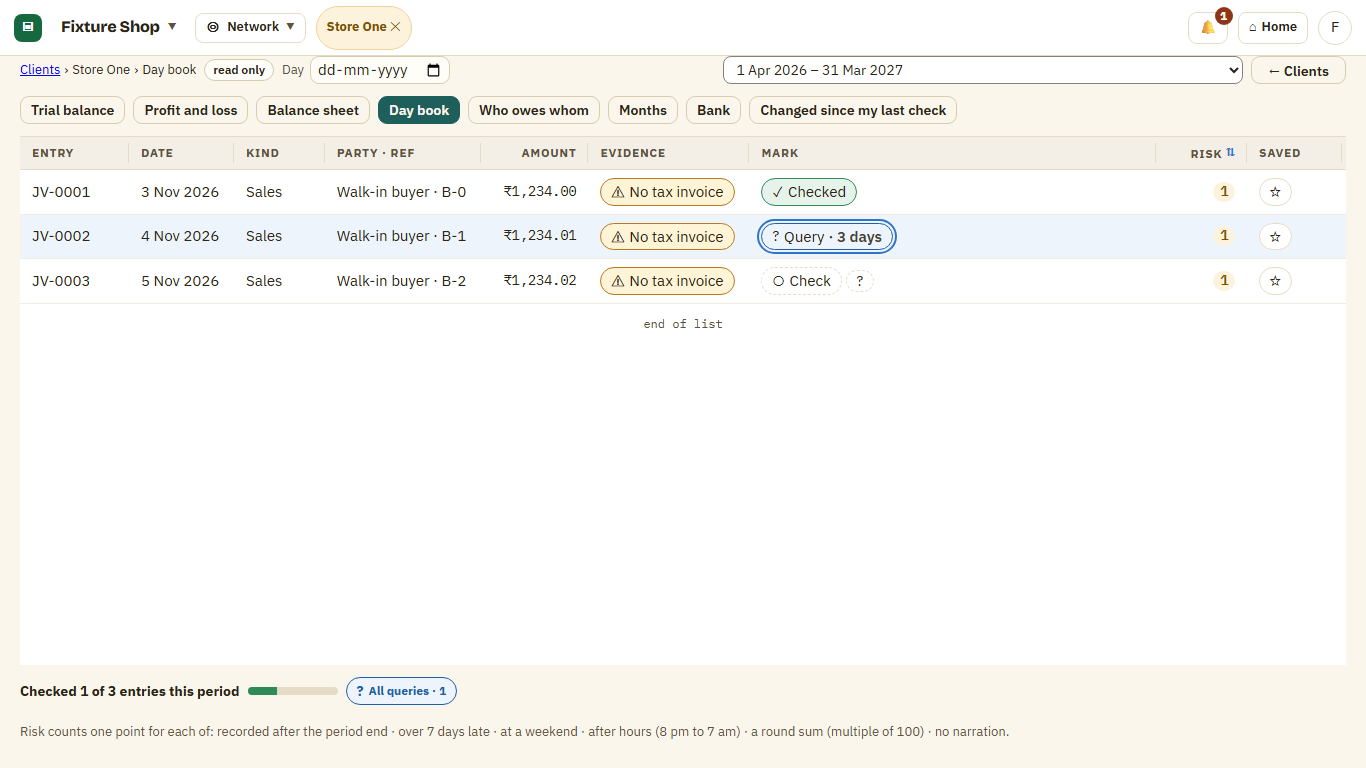 Fixture Shop ▼ Network ▼ Store One × 1 Home F
Clients › Store One › Day book read only Day dd-mm-yyyy 1 Apr 2026 – 31 Mar 2027 ← Clients
Trial balance Profit and loss Balance sheet Day book Who owes whom Months Bank Changed since my last check
ENTRY DATE KIND PARTY · REF AMOUNT EVIDENCE MARK RISK ⇅ SAVED
JV-0001 3 Nov 2026 Sales Walk-in buyer · B-0 ₹1,234.00 ⚠ No tax invoice ✓ Checked 1 ☆
JV-0002 4 Nov 2026 Sales Walk-in buyer · B-1 ₹1,234.01 ⚠ No tax invoice ? Query · 3 days 1 ☆
JV-0003 5 Nov 2026 Sales Walk-in buyer · B-2 ₹1,234.02 ⚠ No tax invoice ○ Check ? 1 ☆
end of list
Checked 1 of 3 entries this period ? All queries · 1
Risk counts one point for each of: recorded after the period end · over 7 days late · at a weekend · after hours (8 pm to 7 am) · a round sum (multiple of 100) · no narration.